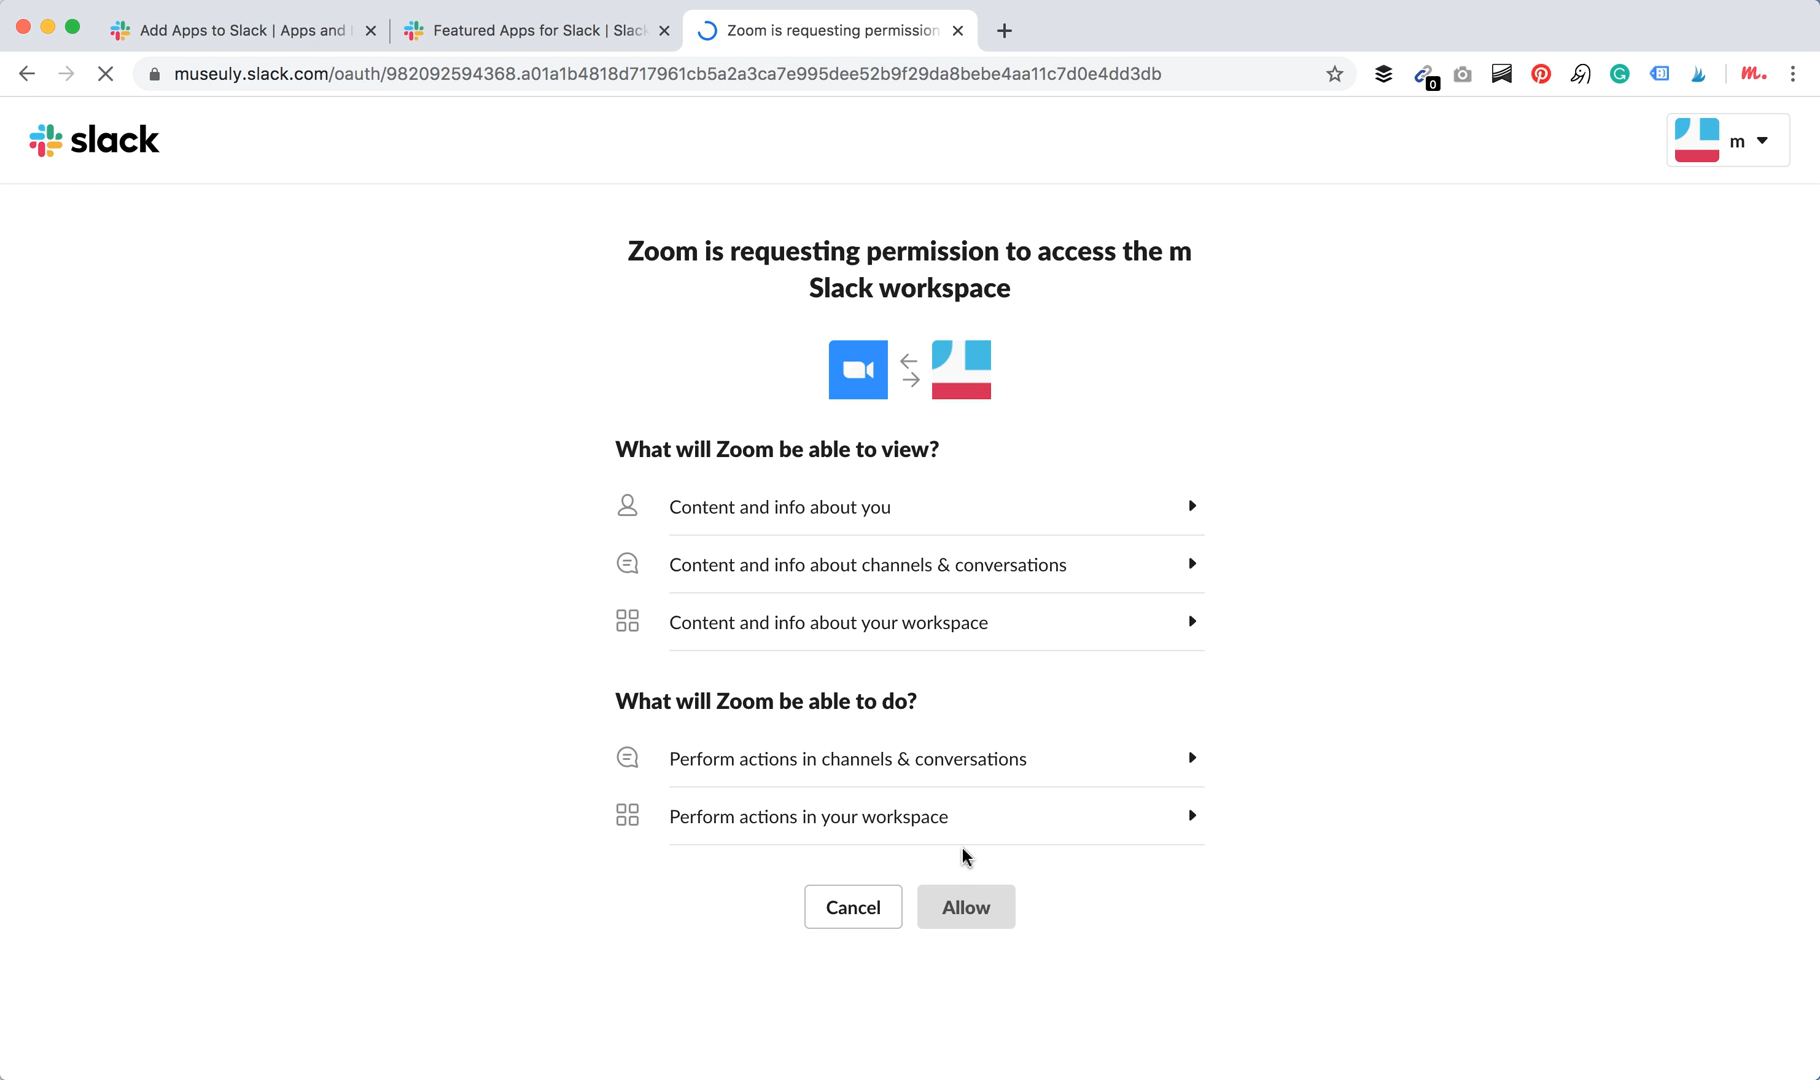 Add Apps to Slack | Apps and
Featured Apps for Slack | Slack
Zoom is requesting permission
museuly.slack.com/oauth/982092594368.a01a1b4818d717961cb5a2a3ca7e995dee52b9f29da8bebe4aa11c7d0e4dd3db
0
m.
slack
m
Zoom is requesting permission to access the m
Slack workspace
What will Zoom be able to view?
Content and info about you
Content and info about channels & conversations
Content and info about your workspace
What will Zoom be able to do?
Perform actions in channels & conversations
Perform actions in your workspace
Cancel
Allow